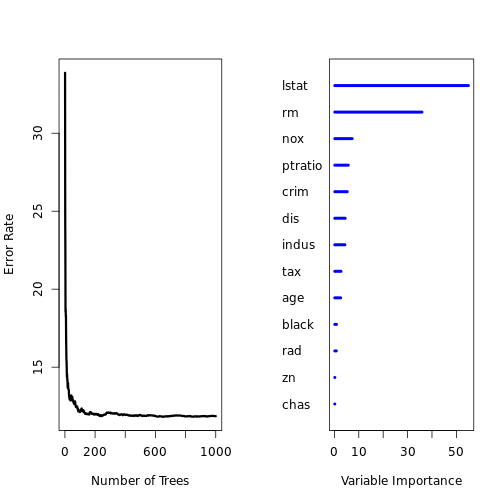 Error Rate
30
25
20
15
0 200 600 1000
Number of Trees
lstat
rm
nox
ptratio
crim
dis
indus
tax
age
black
rad
zn
chas
0 10 30 50
Variable Importance